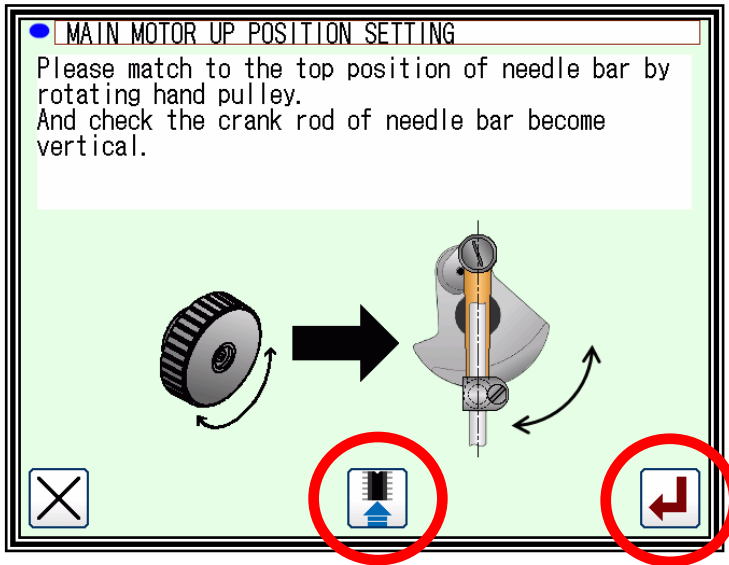 MAIN MOTOR UP POSITION SETTING
Please match to the top position of needle bar by
rotating hand pulley.
And check the crank rod of needle bar become
vertical.